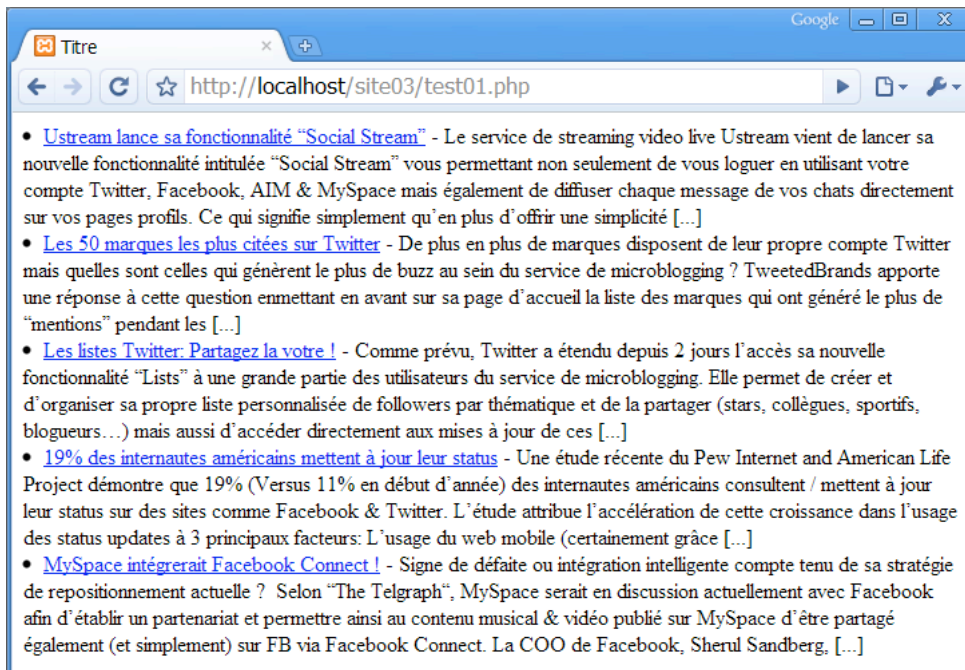 Google
Titre
http://localhost/site03/test01.php
• Ustream lance sa fonctionnalité “Social Stream” - Le service de streaming video live Ustream vient de lancer sa
nouvelle fonctionnalité intitulée “Social Stream” vous permettant non seulement de vous loguer en utilisant votre
compte Twitter, Facebook, AIM & MySpace mais également de diffuser chaque message de vos chats directement
sur vos pages profils. Ce qui signifie simplement qu’en plus d’offrir une simplicité [...]
• Les 50 marques les plus citées sur Twitter - De plus en plus de marques disposent de leur propre compte Twitter
mais quelles sont celles qui génèrent le plus de buzz au sein du service de microblogging ? TweetedBrands apporte
une réponse à cette question enmettant en avant sur sa page d’accueil la liste des marques qui ont généré le plus de
“mentions” pendant les [...]
• Les listes Twitter: Partagez la votre ! - Comme prévu, Twitter a étendu depuis 2 jours l’accès sa nouvelle
fonctionnalité “Lists” à une grande partie des utilisateurs du service de microblogging. Elle permet de créer et
d’organiser sa propre liste personnalisée de followers par thématique et de la partager (stars, collègues, sportifs,
blogueurs…) mais aussi d’accéder directement aux mises à jour de ces [...]
• 19% des internautes américains mettent à jour leur status - Une étude récente du Pew Internet and American Life
Project démontre que 19% (Versus 11% en début d’année) des internautes américains consultent / mettent à jour
leur status sur des sites comme Facebook & Twitter. L’étude attribue l’accélération de cette croissance dans l’usage
des status updates à 3 principaux facteurs: L’usage du web mobile (certainement grâce [...]
• MySpace intégrerait Facebook Connect ! - Signe de défaite ou intégration intelligente compte tenu de sa stratégie
de repositionnement actuelle ?  Selon “The Telgraph“, MySpace serait en discussion actuellement avec Facebook
afin d’établir un partenariat et permettre ainsi au contenu musical & vidéo publié sur MySpace d’être partagé
également (et simplement) sur FB via Facebook Connect. La COO de Facebook, Sherul Sandberg, [...]